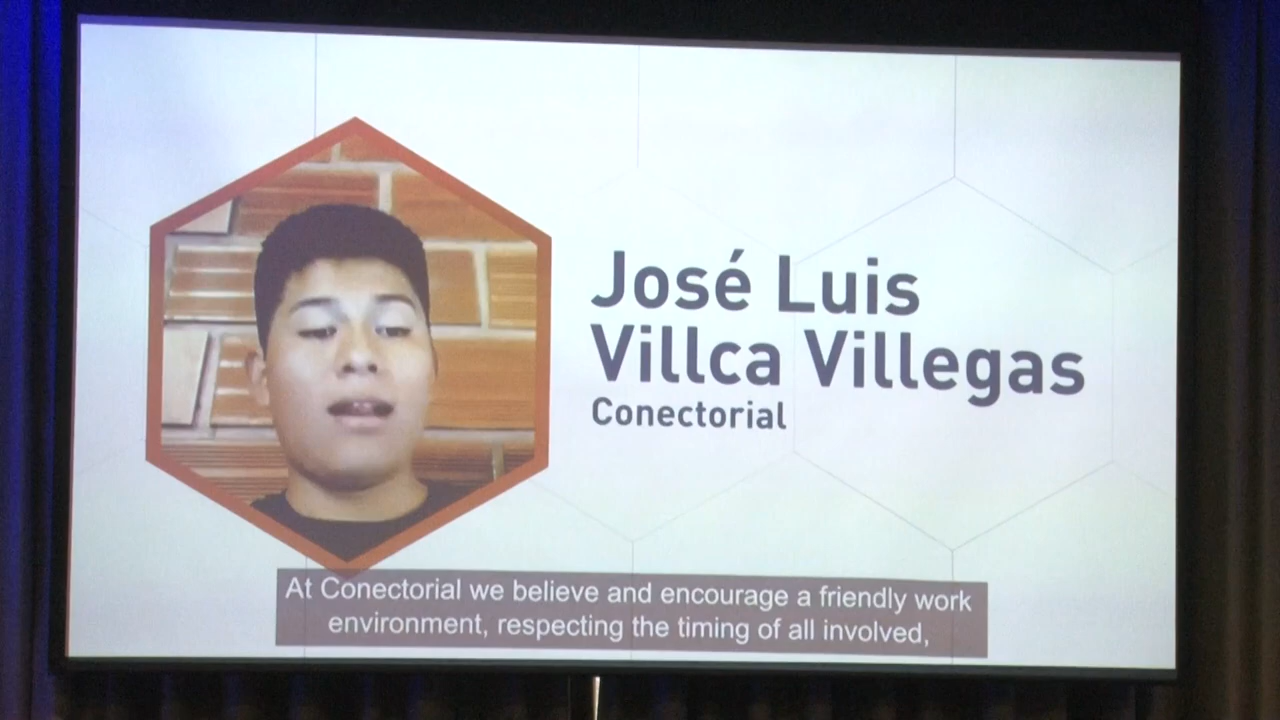 José Luis
Villca Villegas
Conectorial
At Conectorial we believe and encourage a friendly work
environment, respecting the timing of all involved,